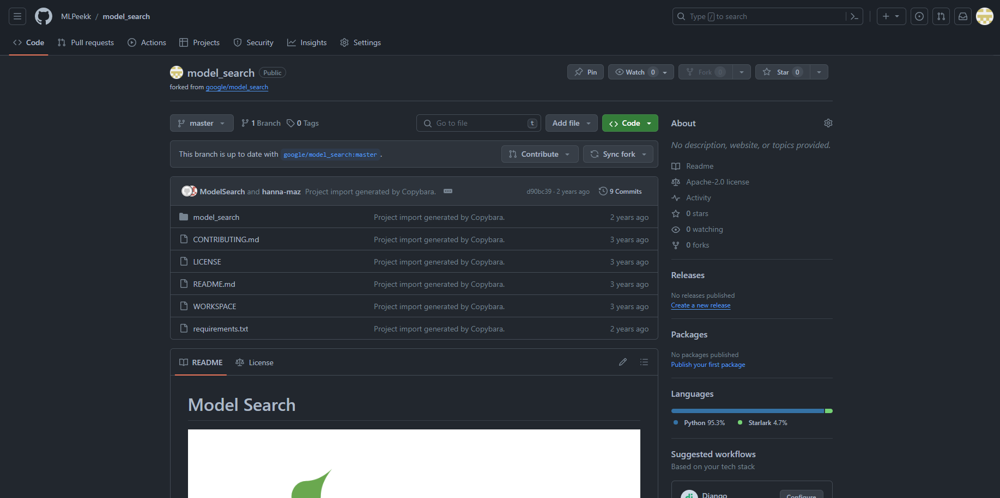 MLPeekk / model_search
Type / to search
Code
Pull requests
Actions
Projects
Security
Insights
Settings
model_search Public
Pin
Watch 0
Fork 0
Star 0
forked from google/model_search
master
1 Branch
0 Tags
Go to file t
Add file
Code
This branch is up to date with google/model_search:master .
Contribute
Sync fork
ModelSearch and hanna-maz Project import generated by Copybara. d90bc39 · 2 years ago 9 Commits
model_search Project import generated by Copybara. 2 years ago
CONTRIBUTING.md Project import generated by Copybara. 3 years ago
LICENSE Project import generated by Copybara. 3 years ago
README.md Project import generated by Copybara. 3 years ago
WORKSPACE Project import generated by Copybara. 3 years ago
requirements.txt Project import generated by Copybara. 2 years ago
README
License
Model Search
About
No description, website, or topics provided.
Readme
Apache-2.0 license
Activity
0 stars
0 watching
0 forks
Releases
No releases published
Create a new release
Packages
No packages published
Publish your first package
Languages
Python 95.3%
Starlark 4.7%
Suggested workflows
Based on your tech stack
dj
Django
Configure